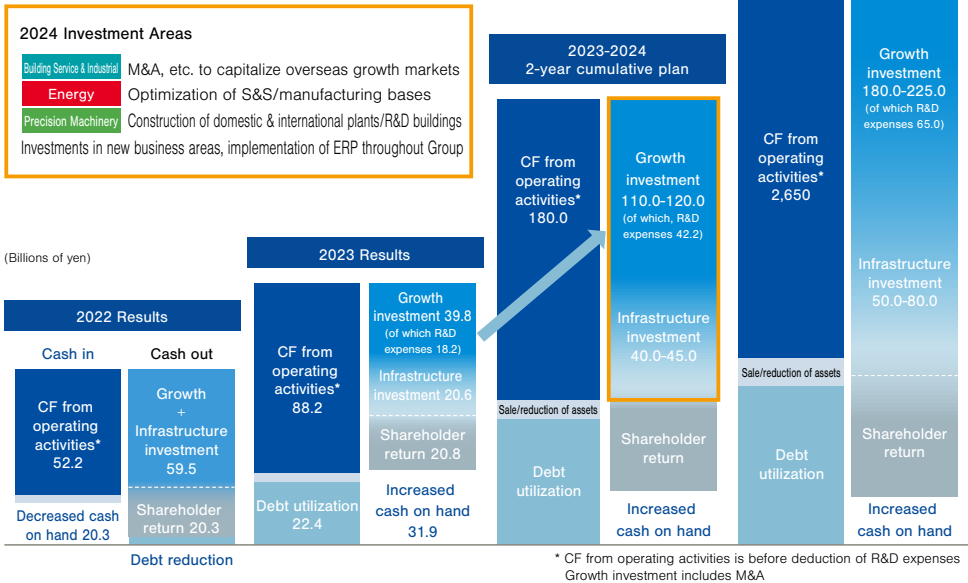 2024 Investment Areas
Building Service & Industrial M&A, etc. to capitalize overseas growth markets
Energy Optimization of S&S/manufacturing bases
Precision Machinery Construction of domestic & international plants/R&D buildings
Investments in new business areas, implementation of ERP throughout Group
(Billions of yen)
2022 Results
Cash in
CF from
operating
activities*
52.2
Decreased cash
on hand 20.3
Cash out
Growth
+
Infrastructure
investment
59.5
Shareholder
return 20.3
Debt reduction
2023 Results
CF from
operating
activities*
88.2
Debt utilization
22.4
Growth
investment 39.8
(of which R&D
expenses 18.2)
Infrastructure
investment 20.6
Shareholder
return 20.8
Increased
cash on hand
31.9
2023-2024
2-year cumulative plan
CF from
operating
activities*
180.0
Sale/reduction of assets
Debt
utilization
Growth
investment
110.0-120.0
(of which, R&D
expenses 42.2)
Infrastructure
investment
40.0-45.0
Shareholder
return
Increased
cash on hand
CF from
operating
activities*
2,650
Sale/reduction of assets
Debt
utilization
Growth
investment
180.0-225.0
(of which R&D
expenses 65.0)
Infrastructure
investment
50.0-80.0
Shareholder
return
Increased
cash on hand
* CF from operating activities is before deduction of R&D expenses
Growth investment includes M&A